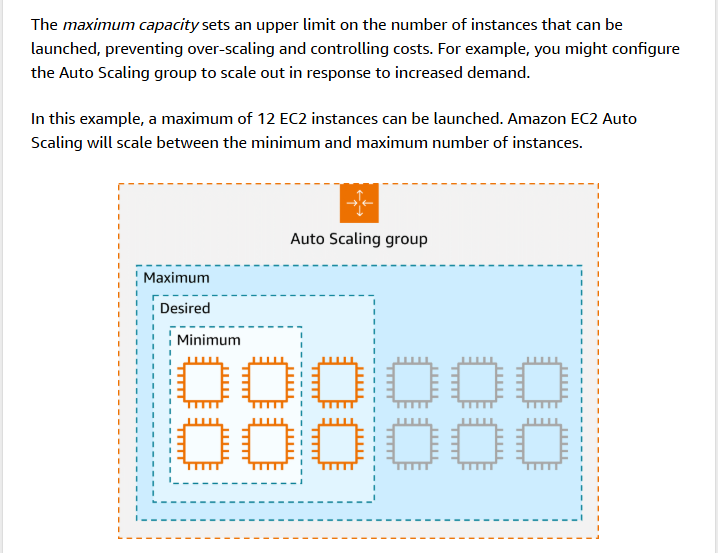 The maximum capacity sets an upper limit on the number of instances that can be
launched, preventing over-scaling and controlling costs. For example, you might configure
the Auto Scaling group to scale out in response to increased demand.
In this example, a maximum of 12 EC2 instances can be launched. Amazon EC2 Auto
Scaling will scale between the minimum and maximum number of instances.
Auto Scaling group
Maximum
Desired
Minimum